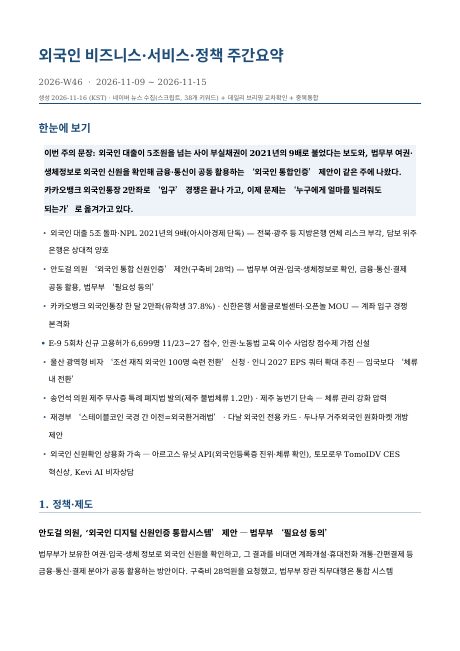 외국인 비즈니스·서비스·정책 주간요약
2026-W46 · 2026-11-09 ~ 2026-11-15
생성 2026-11-16 (KST) · 네이버 뉴스 수집(스크립트, 38개 키워드) + 데일리 브리핑 교차확인 + 중복통합
한눈에 보기
이번 주의 문장: 외국인 대출이 5조원을 넘는 사이 부실채권이 2021년의 9배로 불었다는 보도와, 법무부 여권·
생체정보로 외국인 신원을 확인해 금융·통신이 공동 활용하는 ‘외국인 통합인증’ 제안이 같은 주에 나왔다.
카카오뱅크 외국인통장 2만좌로 ‘입구’ 경쟁은 끝나 가고, 이제 문제는 ‘누구에게 얼마를 빌려줘도
되는가’로 옮겨가고 있다.
• 외국인 대출 5조 돌파·NPL 2021년의 9배(아시아경제 단독) — 전북·광주 등 지방은행 연체 리스크 부각, 담보 위주
은행은 상대적 양호
• 안도걸 의원 ‘외국인 통합 신원인증’ 제안(구축비 28억) — 법무부 여권·입국·생체정보로 확인, 금융·통신·결제
공동 활용, 법무부 ‘필요성 동의’
• 카카오뱅크 외국인통장 한 달 2만좌(유학생 37.8%) · 신한은행 서울글로벌센터·오픈놀 MOU — 계좌 입구 경쟁
본격화
• E-9 5회차 신규 고용허가 6,699명 11/23~27 접수, 인권·노동법 교육 이수 사업장 점수제 가점 신설
• 울산 광역형 비자 ‘조선 재직 외국인 100명 숙련 전환’ 신청 · 인니 2027 EPS 쿼터 확대 추진 — 입국보다 ‘체류
내 전환’
• 송언석 의원 제주 무사증 특례 폐지법 발의(제주 불법체류 1.2만) · 제주 농번기 단속 — 체류 관리 강화 압력
• 재경부 ‘스테이블코인 국경 간 이전=외국환거래법’ · 다날 외국인 전용 카드 · 두나무 거주외국인 원화마켓 개방
제안
• 외국인 신원확인 상용화 가속 — 아르고스 유닛 API(외국인등록증 진위·체류 확인), 토모로우 TomoIDV CES
혁신상, Kevi AI 비자상담
1. 정책·제도
안도걸 의원, ‘외국인 디지털 신원인증 통합시스템’ 제안 — 법무부 ‘필요성 동의’
법무부가 보유한 여권·입국·생체 정보로 외국인 신원을 확인하고, 그 결과를 비대면 계좌개설·휴대전화 개통·간편결제 등
금융·통신·결제 분야가 공동 활용하는 방안이다. 구축비 28억원을 요청했고, 법무부 장관 직무대행은 통합 시스템